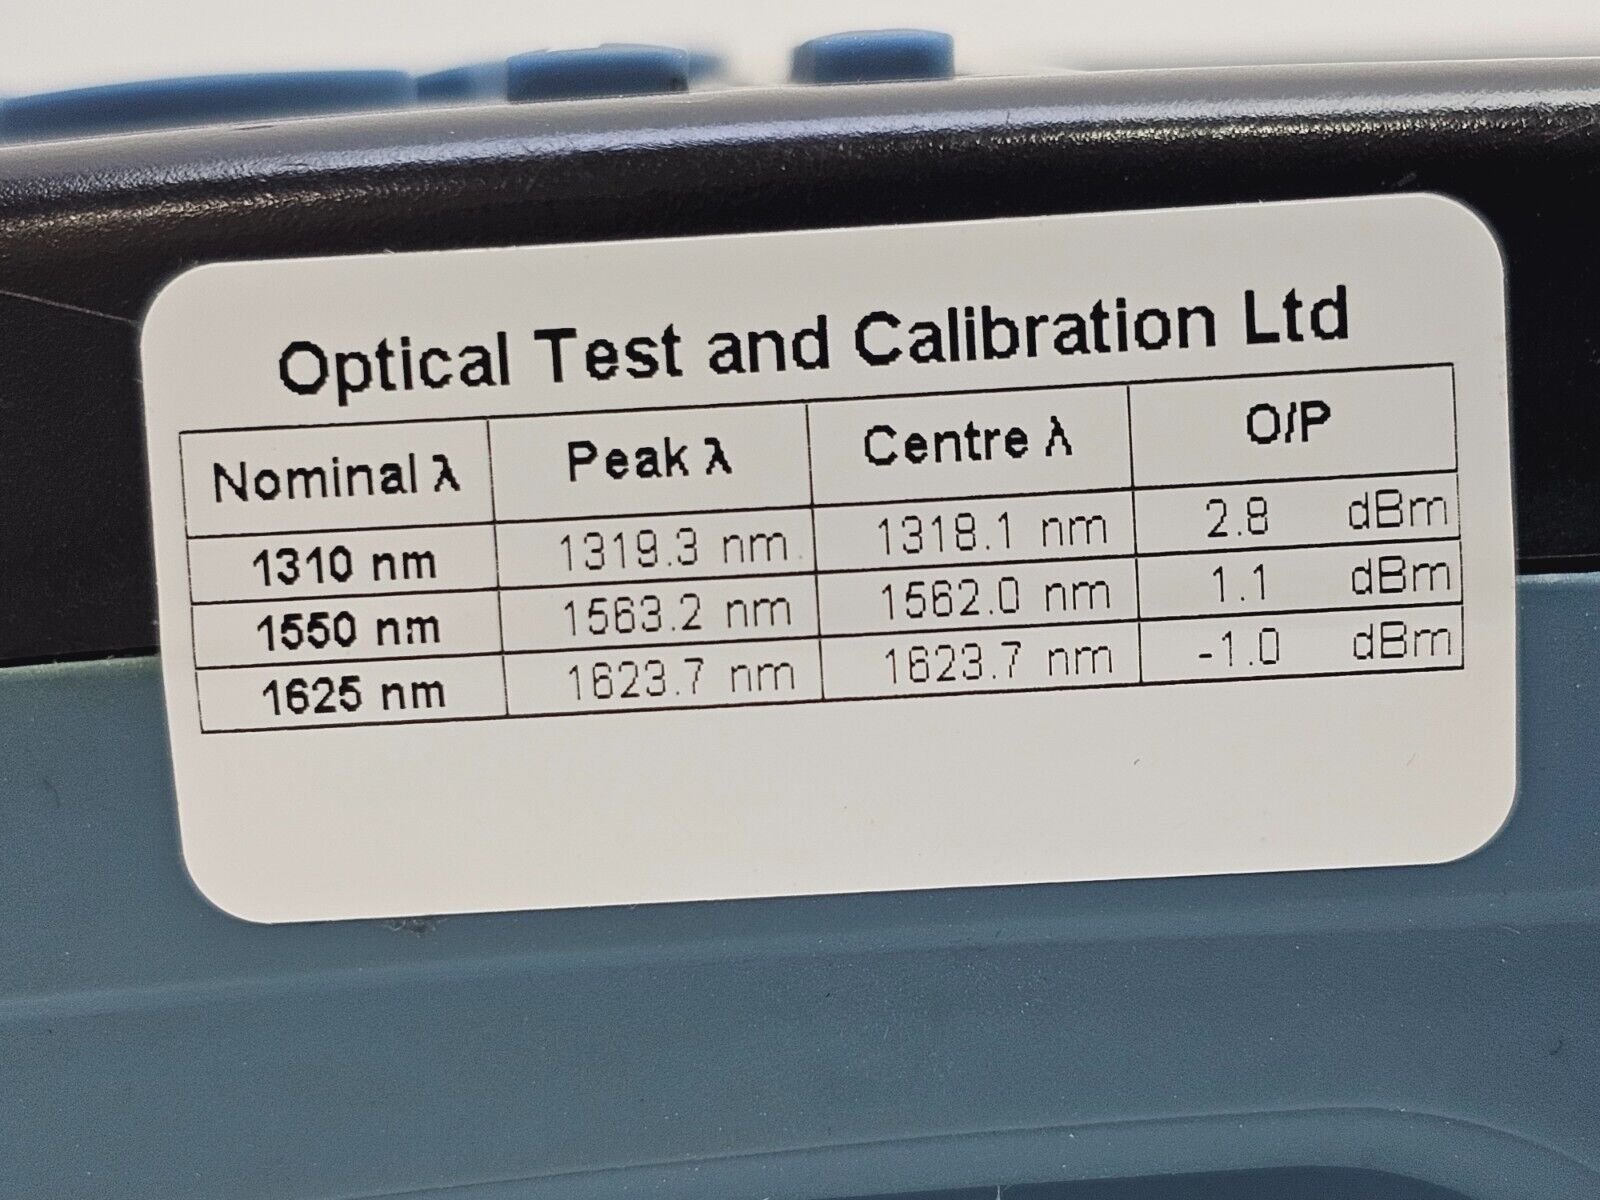 Optical Test and Calibration Ltd
Nominal λ Peak λ Centre λ O/P
1310 nm 1319.3 nm 1318.1 nm 2.8 dBm
1550 nm 1563.2 nm 1562.0 nm 1.1 dBm
1625 nm 1623.7 nm 1623.7 nm -1.0 dBm